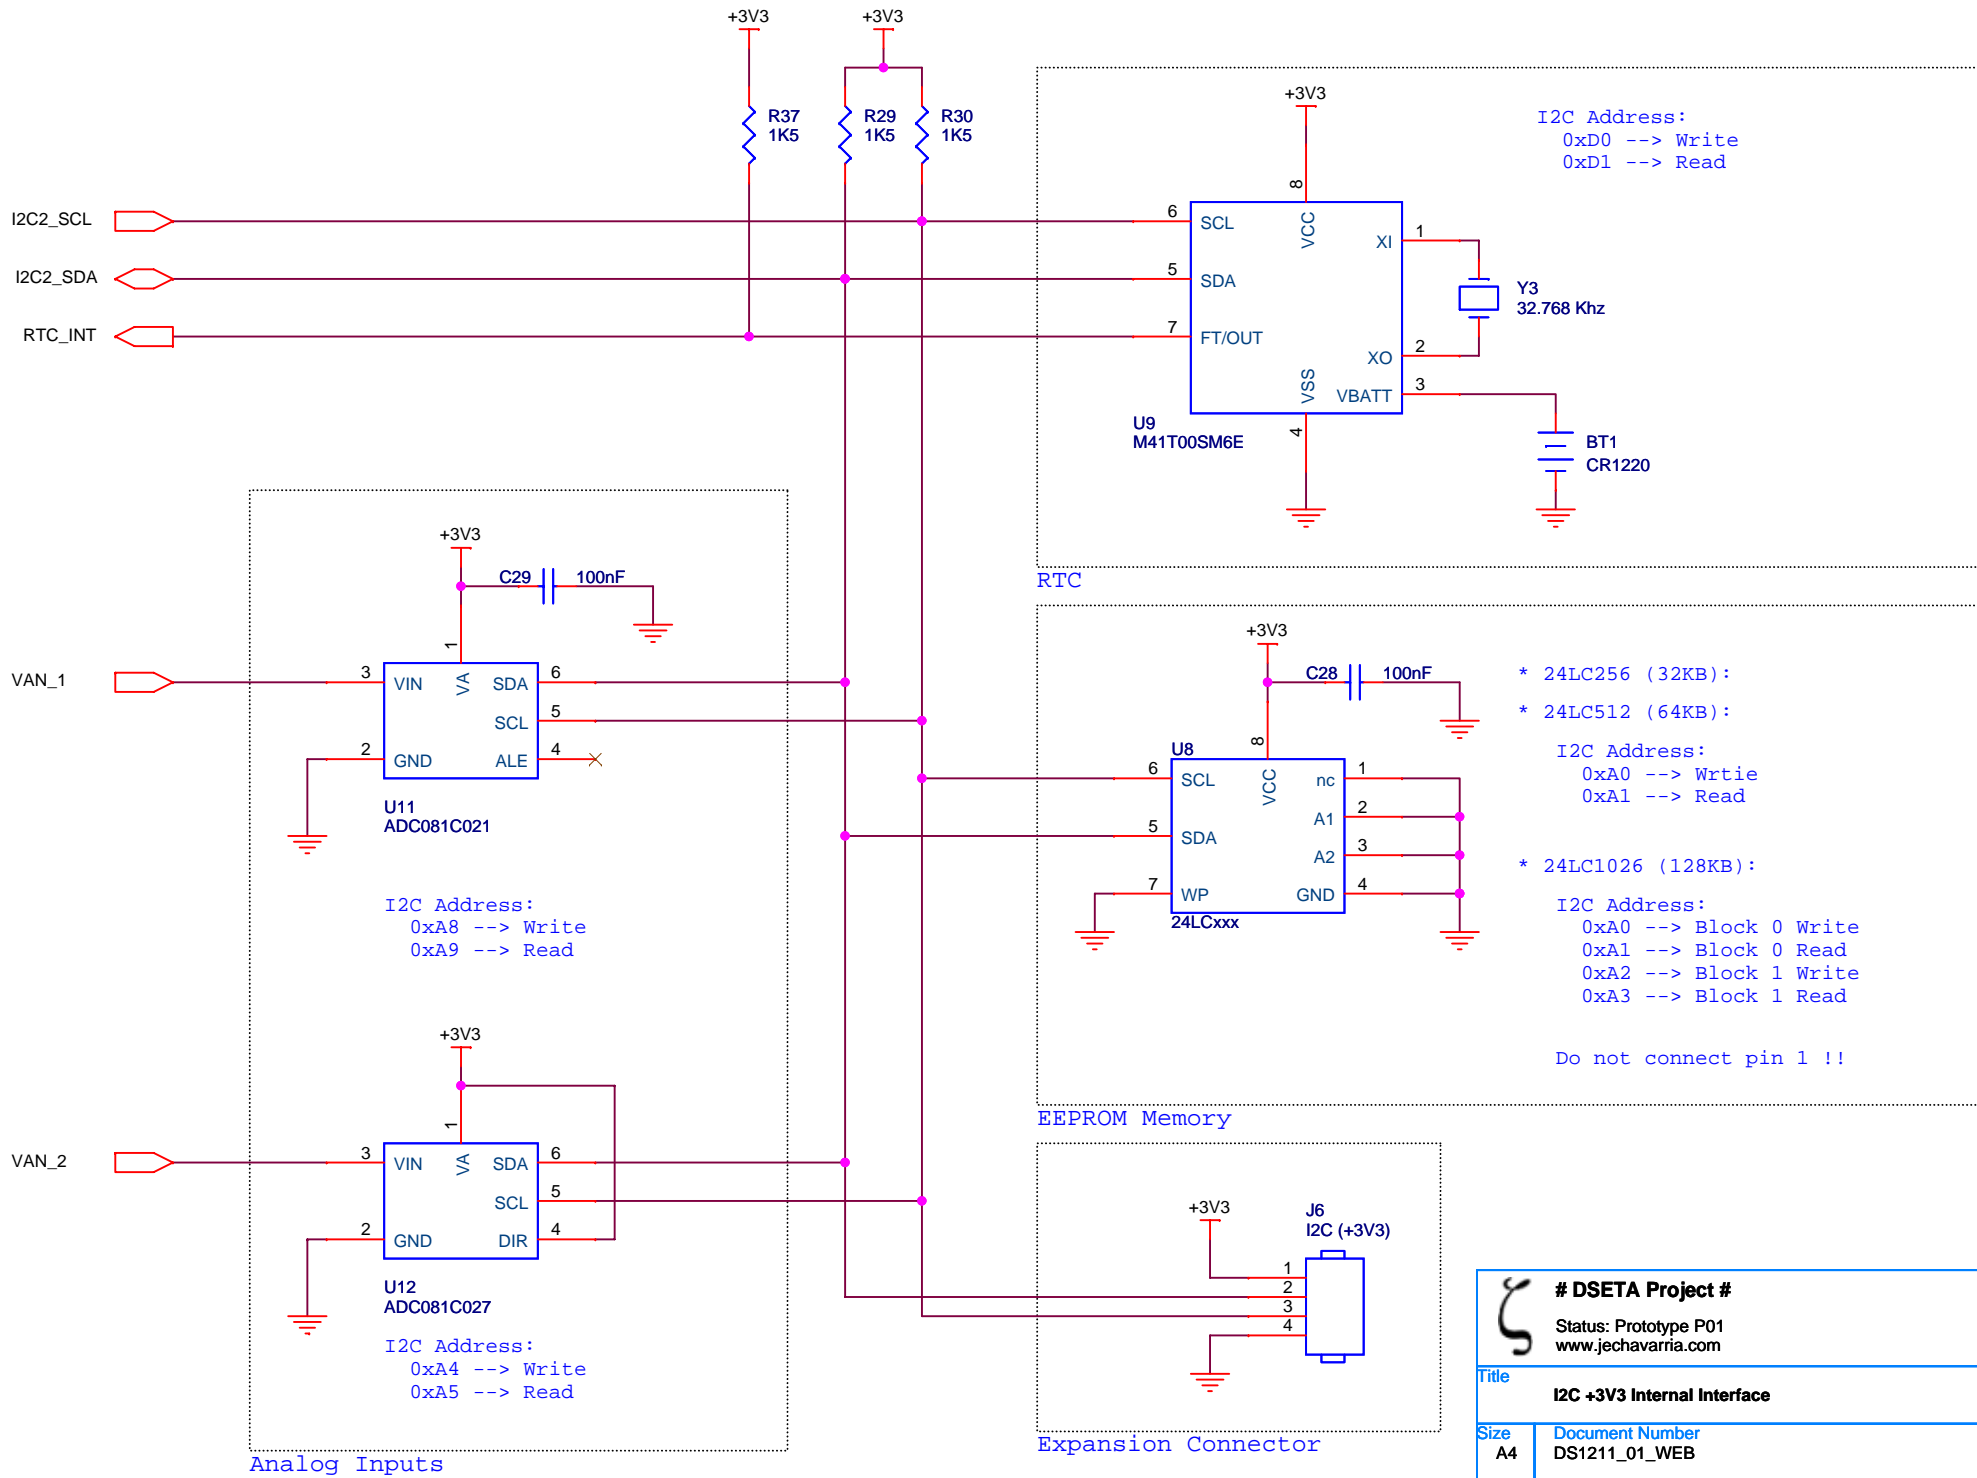 +3V3
+3V3
R37
1K5
R29
1K5
R30
1K5
I2C2_SCL
I2C2_SDA
RTC_INT
+3V3
I2C Address:
0xD0 --> Write
0xD1 --> Read
8
6
SCL
VCC
XI
1
5
SDA
Y3
32.768 Khz
7
FT/OUT
XO
2
VSS
VBATT
3
4
U9
M41T00SM6E
BT1
CR1220
RTC
+3V3
C29
100nF
1
VAN_1
3
VIN
VA
SDA
6
SCL
5
2
GND
ALE
4
U11
ADC081C021
I2C Address:
0xA8 --> Write
0xA9 --> Read
+3V3
1
VAN_2
3
VIN
VA
SDA
6
SCL
5
2
GND
DIR
4
U12
ADC081C027
I2C Address:
0xA4 --> Write
0xA5 --> Read
Analog Inputs
+3V3
C28
100nF
8
U8
6
SCL
VCC
nc
1
A1
2
5
SDA
A2
3
7
WP
GND
4
24LCxxx
* 24LC256 (32KB):
* 24LC512 (64KB):
I2C Address:
0xA0 --> Wrtie
0xA1 --> Read
* 24LC1026 (128KB):
I2C Address:
0xA0 --> Block 0 Write
0xA1 --> Block 0 Read
0xA2 --> Block 1 Write
0xA3 --> Block 1 Read
Do not connect pin 1 !!
EEPROM Memory
+3V3
J6
I2C (+3V3)
1
2
3
4
Expansion Connector
# DSETA Project #
Status: Prototype P01
www.jechavarria.com
Title
I2C +3V3 Internal Interface
Size
A4
Document Number
DS1211_01_WEB